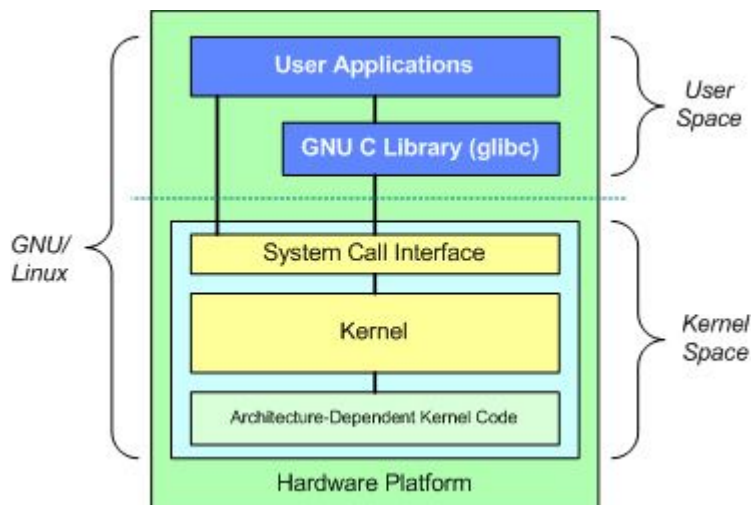 User Applications
GNU C Library (glibc)
User
Space
GNU/
Linux
System Call Interface
Kernel
Architecture-Dependent Kernel Code
Kernel
Space
Hardware Platform